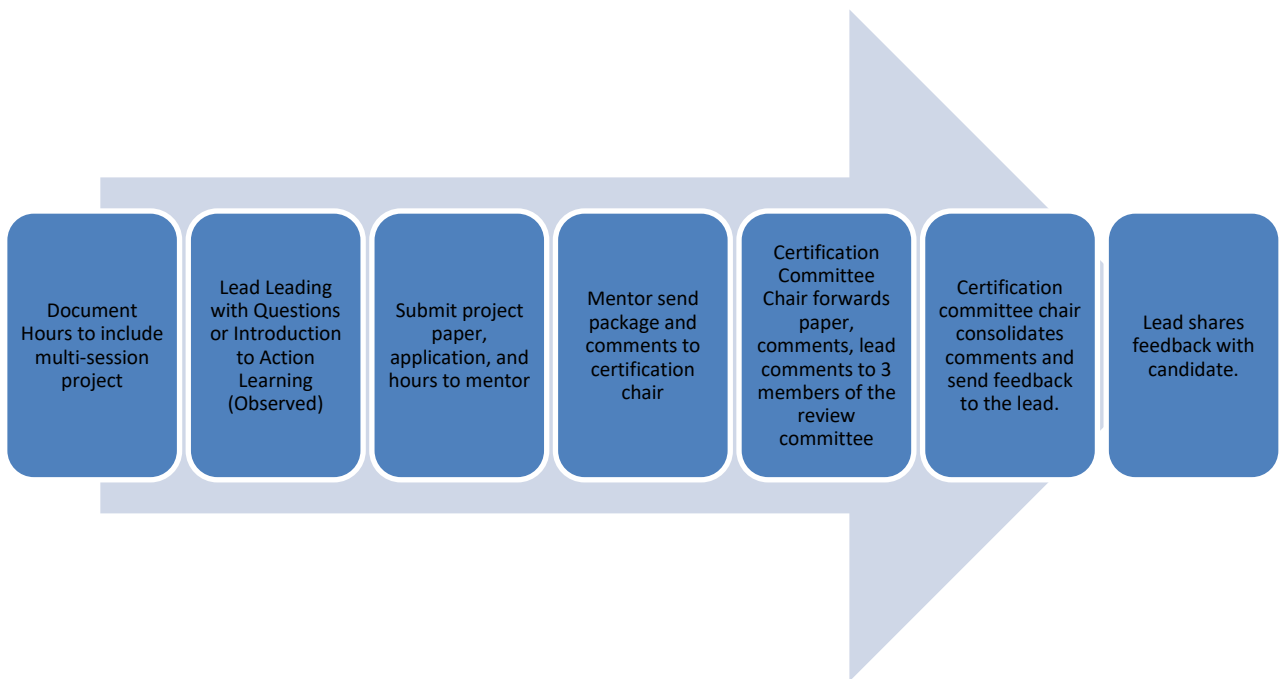 Document
Hours to include
multi-session
project
Lead Leading
with Questions
or Introduction
to Action
Learning
(Observed)
Submit project
paper,
application, and
hours to mentor
Mentor send
package and
comments to
certification
chair
Certification
Committee
Chair forwards
paper,
comments, lead
comments to 3
members of the
review
committee
Certification
committee chair
consolidates
comments and
send feedback
to the lead.
Lead shares
feedback with
candidate.